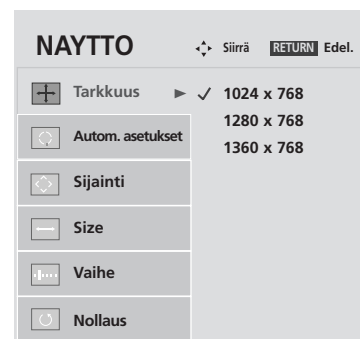 NAYTTO Siirrä RETURN Edel.
Tarkkuus ► ✓ 1024 x 768
1280 x 768
Autom. asetukset
1360 x 768
Sijainti
Size
Vaihe
Nollaus